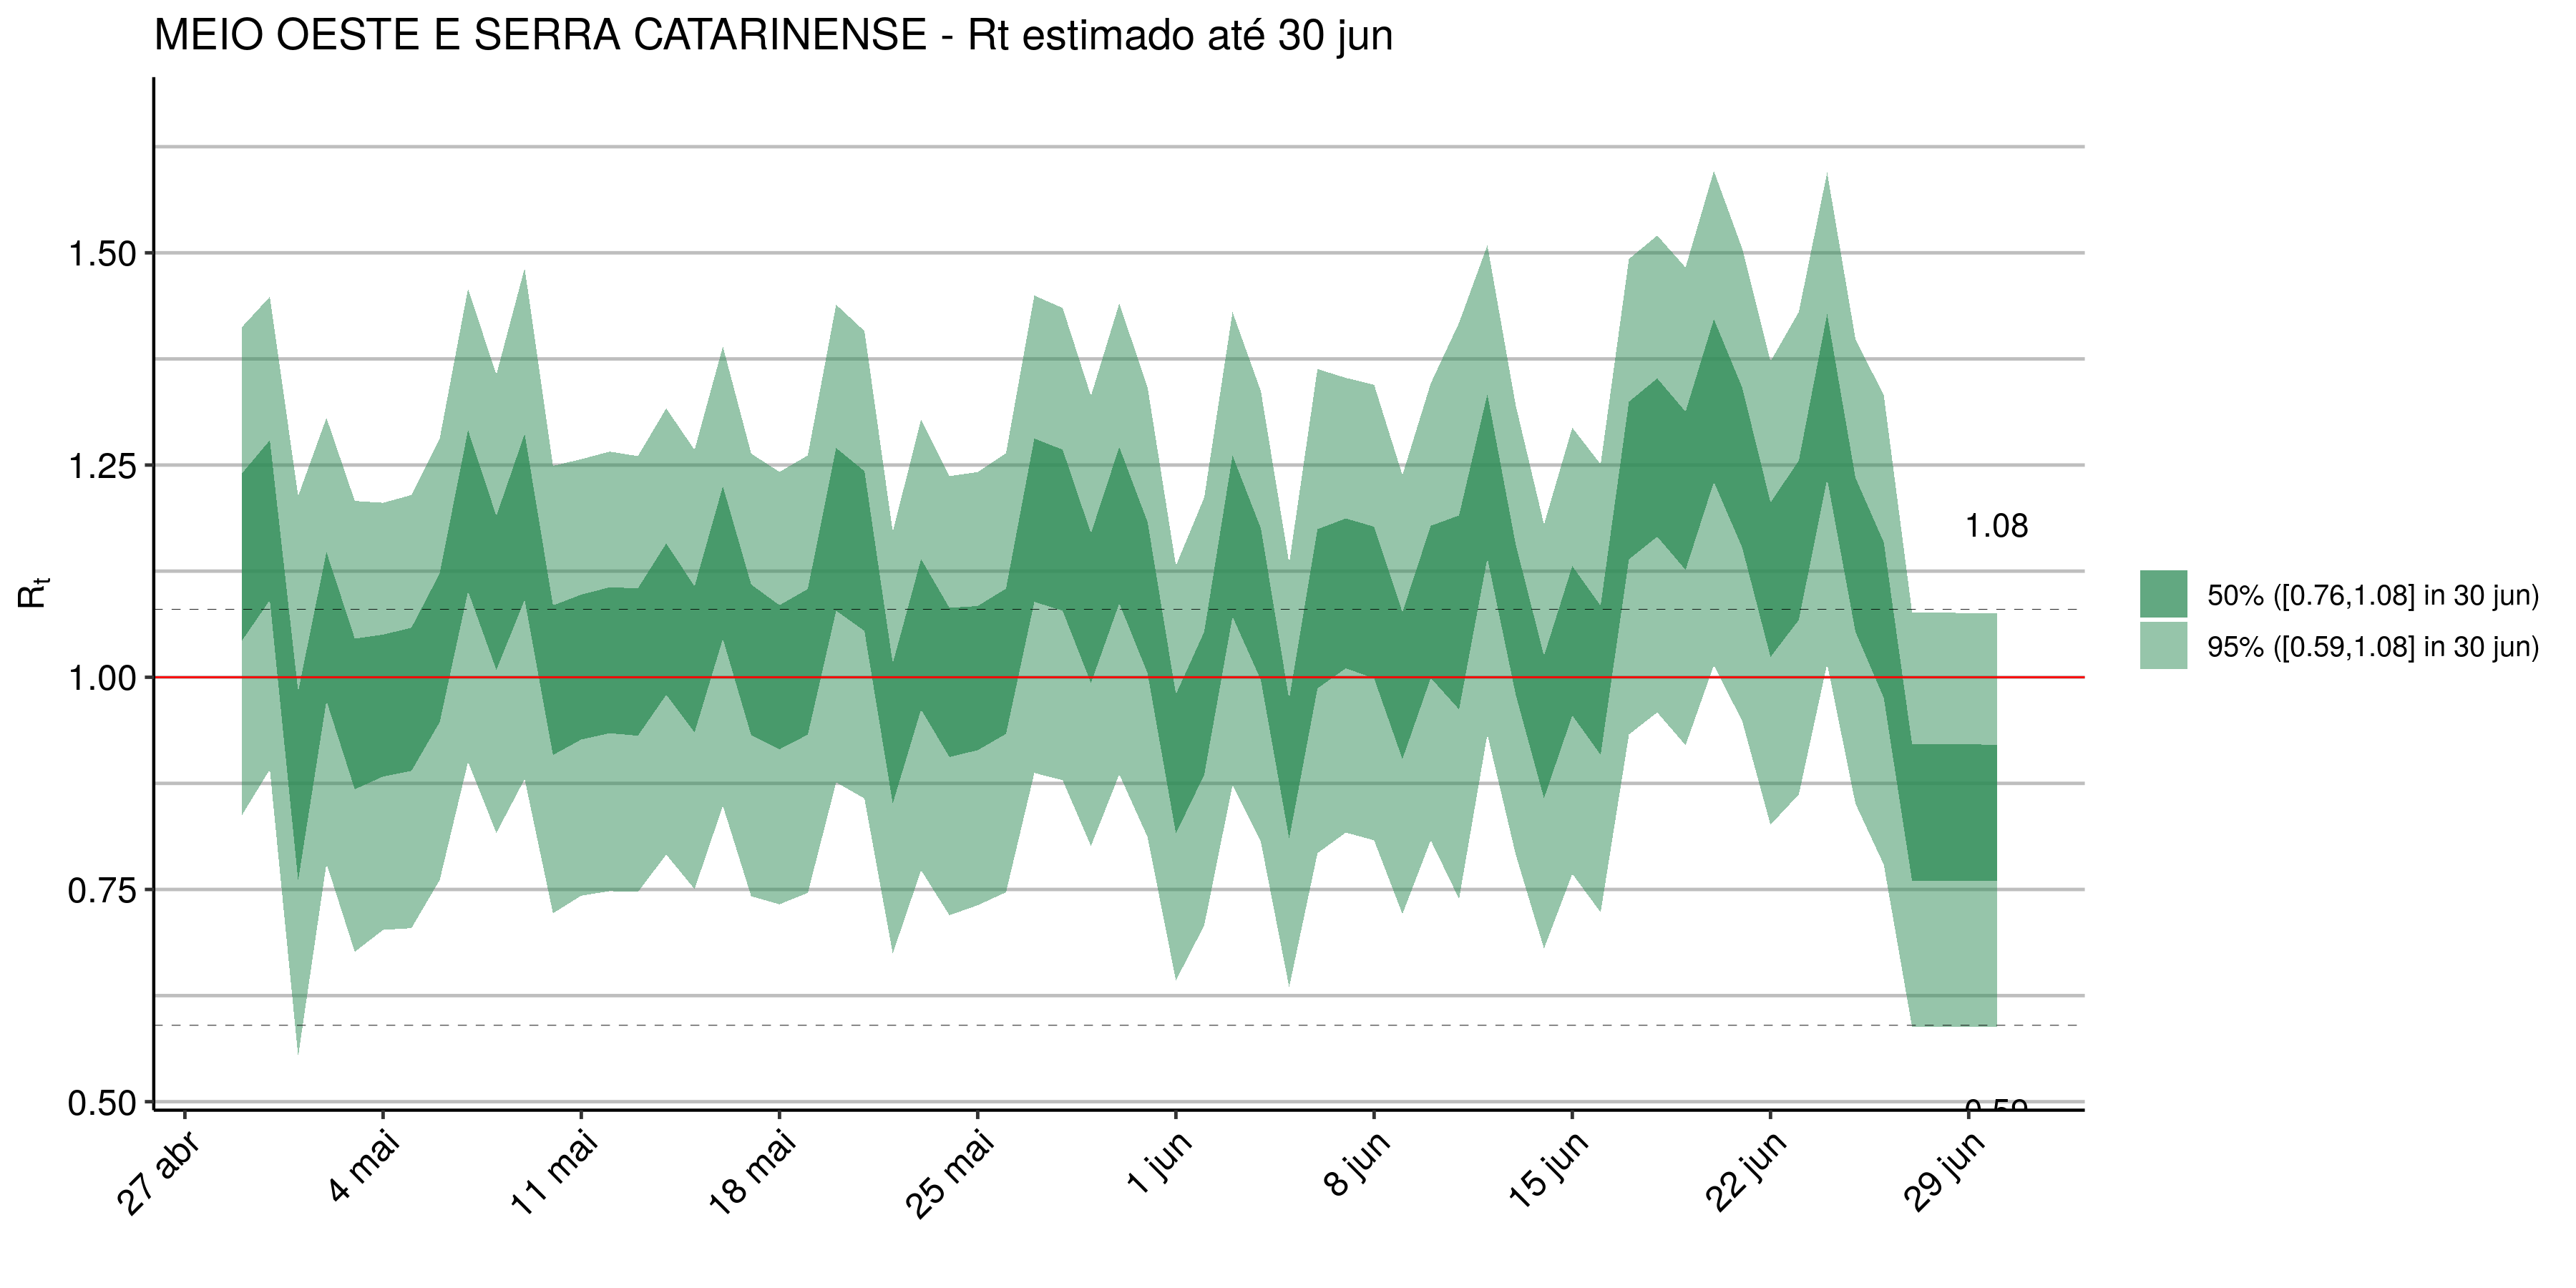 MEIO OESTE E SERRA CATARINENSE - Rt estimado até 30 jun
Rt
1.50
1.25
1.00
0.75
0.50
1.08
0.59
27 abr
4 mai
11 mai
18 mai
25 mai
1 jun
8 jun
15 jun
22 jun
29 jun
50% ([0.76,1.08] in 30 jun)
95% ([0.59,1.08] in 30 jun)